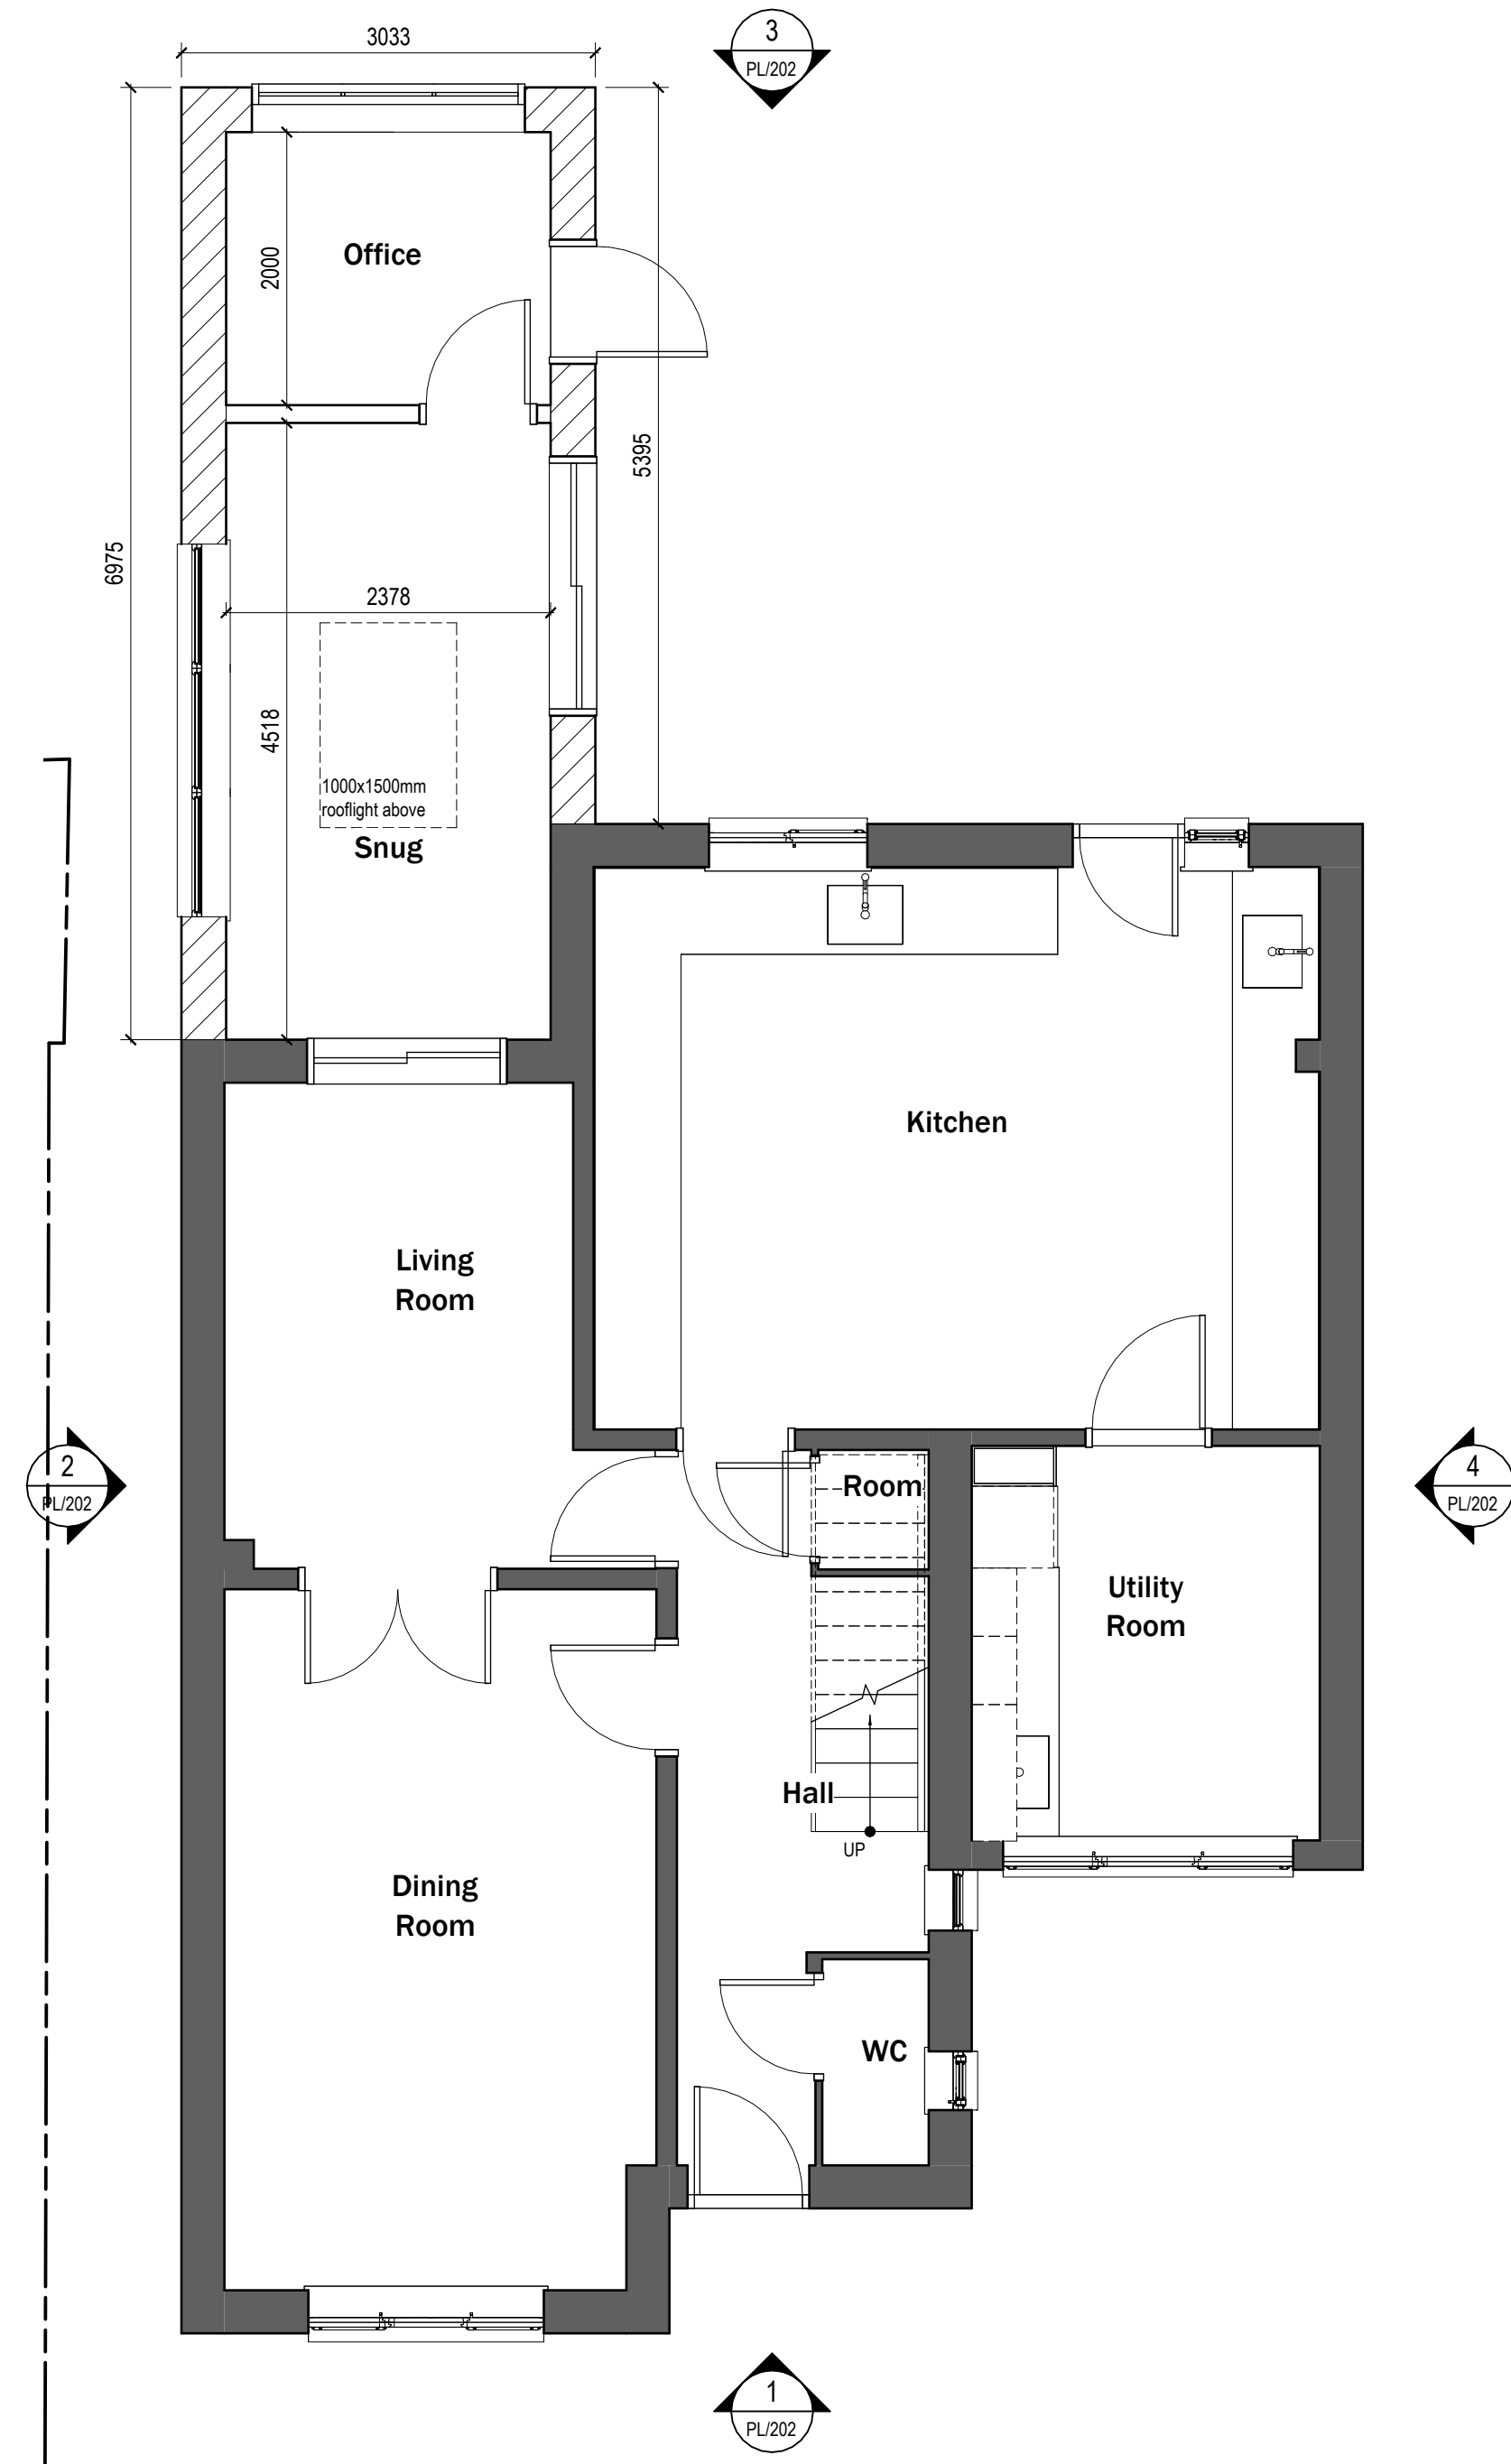 3033
3
PL/202
Office
2000
5395
6975
2378
4518
1000x1500mm
rooflight above
Snug
Kitchen
Living
Room
2
PL/202
Room
4
PL/202
Utility
Room
Hall
UP
Dining
Room
WC
1
PL/202